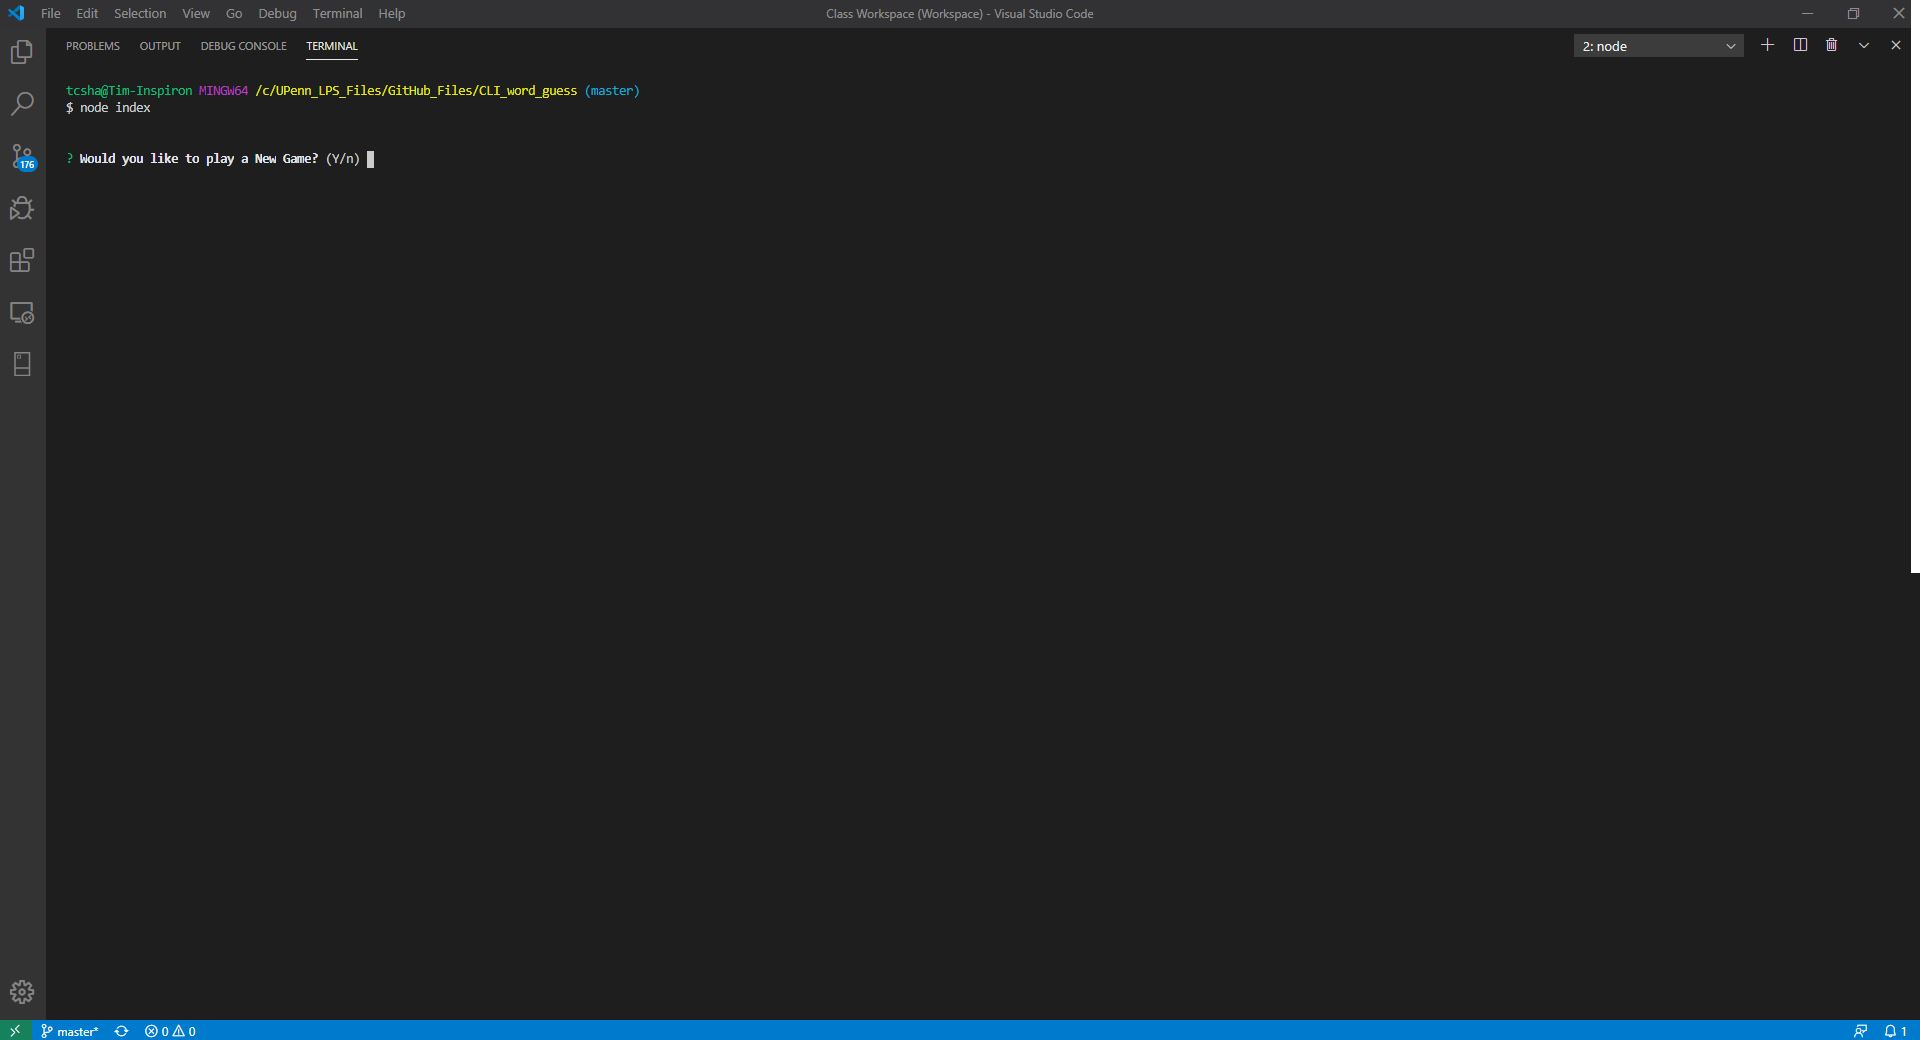 File Edit Selection View Go Debug Terminal Help
Class Workspace (Workspace) - Visual Studio Code
PROBLEMS OUTPUT DEBUG CONSOLE TERMINAL
2: node
tcsha@Tim-Inspiron MINGW64 /c/UPenn_LPS_Files/GitHub_Files/CLI_word_guess (master)
$ node index
? Would you like to play a New Game? (Y/n)
176
master* 0 0 1